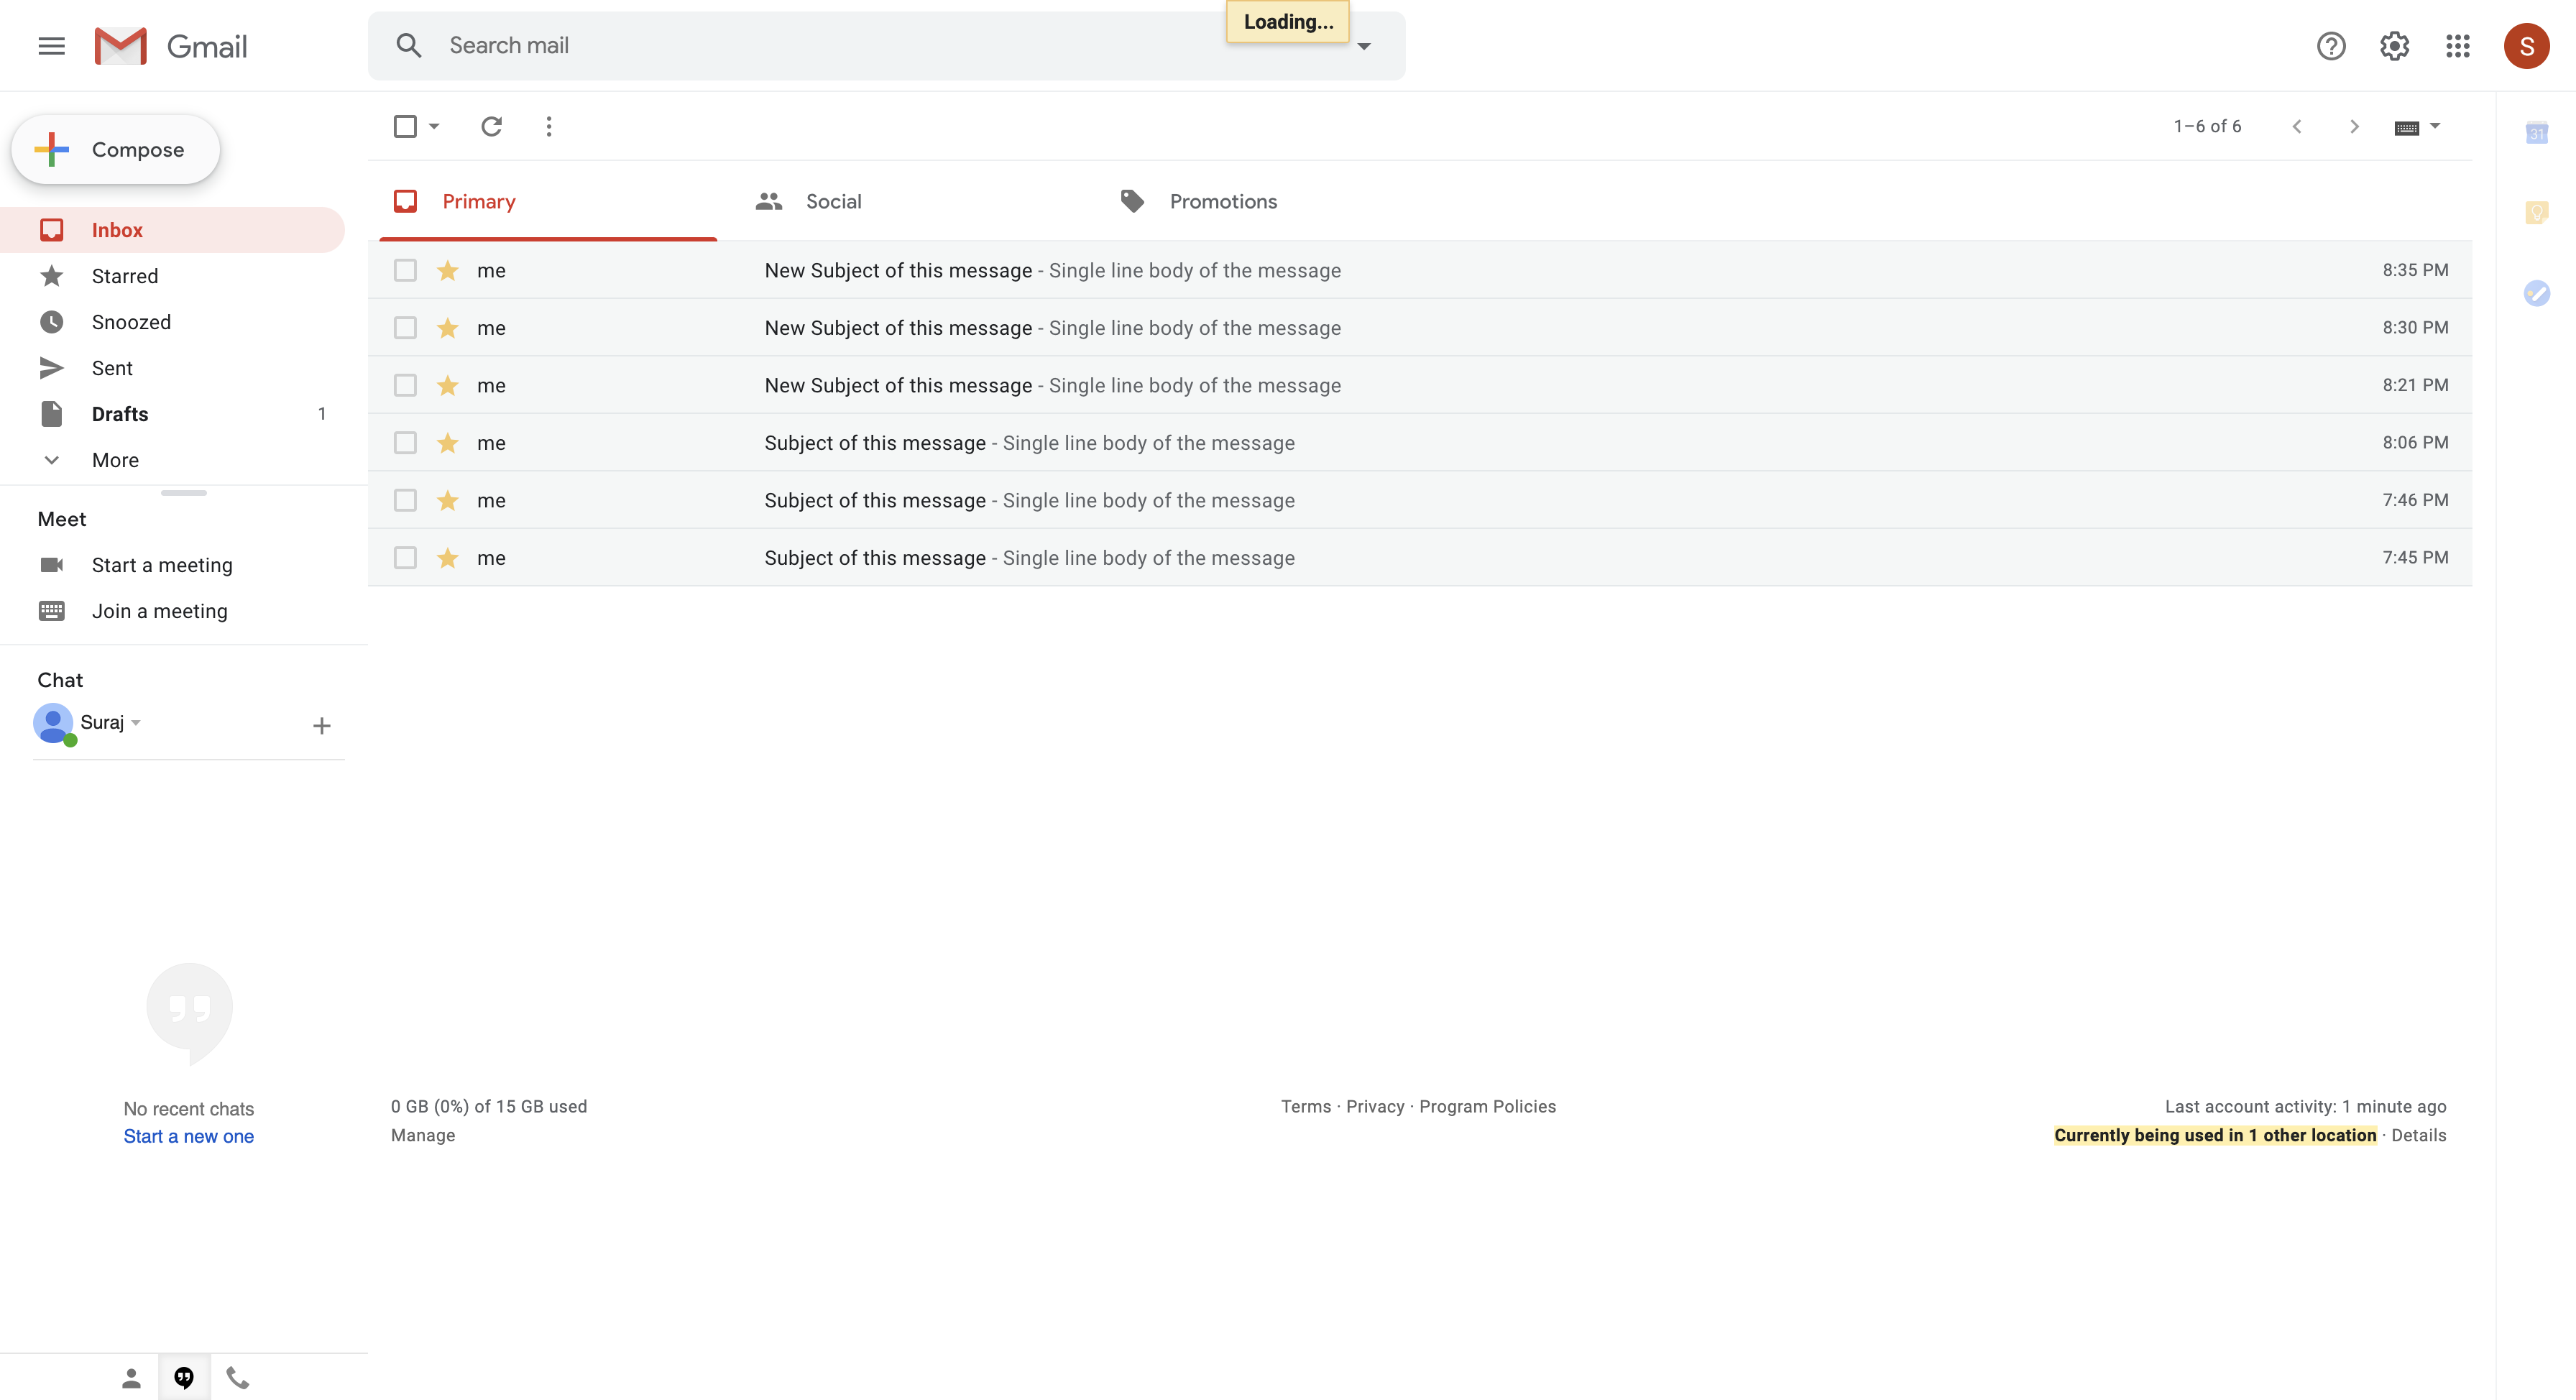 Loading...
Gmail
Search mail
S
Compose
1–6 of 6
31
Primary
Social
Promotions
Inbox
Starred
Snoozed
Sent
Drafts 1
More
me New Subject of this message - Single line body of the message 8:35 PM
me New Subject of this message - Single line body of the message 8:30 PM
me New Subject of this message - Single line body of the message 8:21 PM
me Subject of this message - Single line body of the message 8:06 PM
me Subject of this message - Single line body of the message 7:46 PM
me Subject of this message - Single line body of the message 7:45 PM
Meet
Start a meeting
Join a meeting
Chat
Suraj
No recent chats
Start a new one
0 GB (0%) of 15 GB used
Manage
Terms · Privacy · Program Policies
Last account activity: 1 minute ago
Currently being used in 1 other location · Details